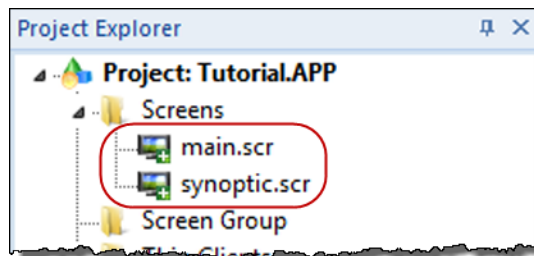 Project Explorer
Project: Tutorial.APP
Screens
main.scr
synoptic.scr
Screen Group